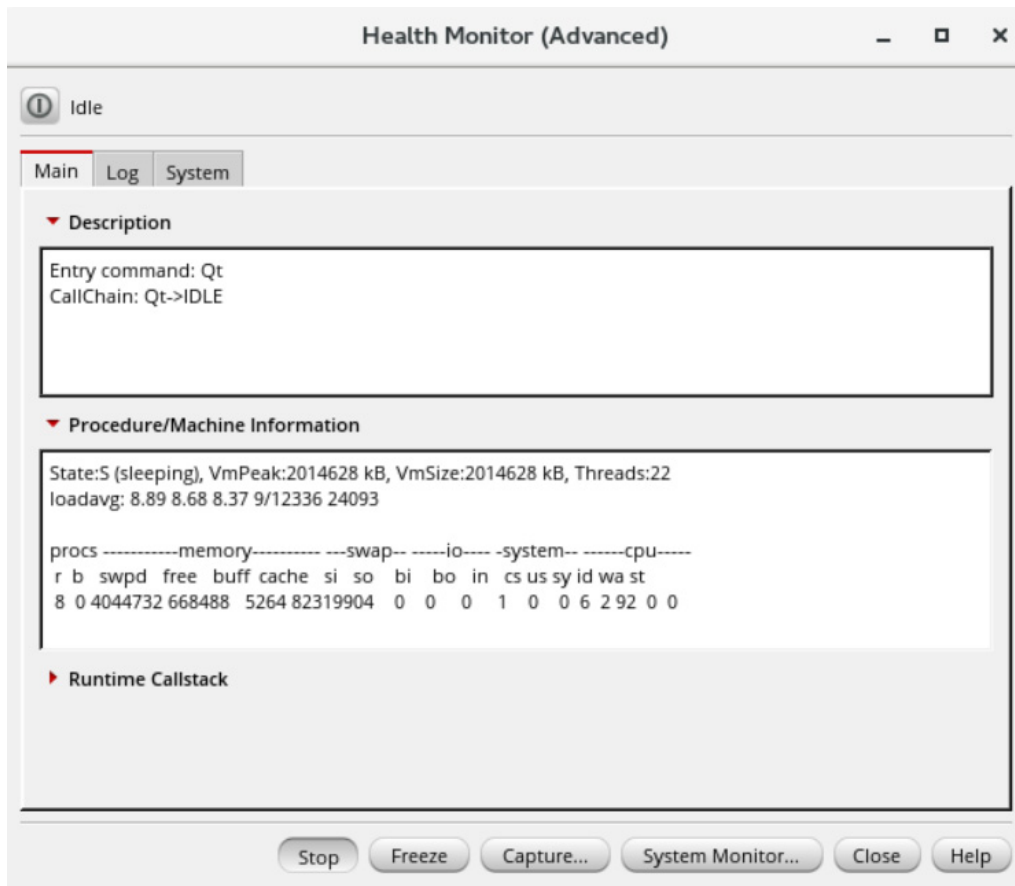 Health Monitor (Advanced)
Idle
Main Log System
Description
Entry command: Qt
CallChain: Qt->IDLE
Procedure/Machine Information
State:S (sleeping), VmPeak:2014628 kB, VmSize:2014628 kB, Threads:22
loadavg: 8.89 8.68 8.37 9/12336 24093
procs -----------memory---------- ---swap-- -----io---- -system-- ------cpu-----
r b swpd free buff cache si so bi bo in cs us sy id wa st
8 0 4044732 668488 5264 82319904 0 0 0 1 0 0 6 2 92 0 0
Runtime Callstack
Stop Freeze Capture... System Monitor... Close Help